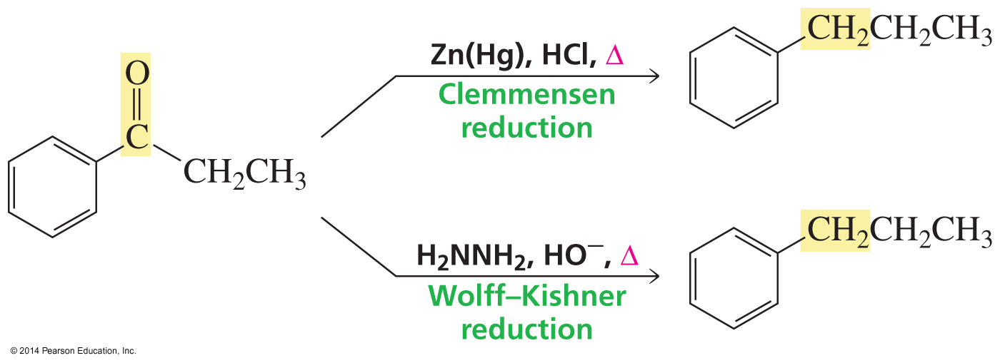 O
C
CH₂CH₃
Zn(Hg), HCl, Δ
Clemmensen
reduction
CH₂CH₂CH₃
H₂NNH₂, HO⁻, Δ
Wolff–Kishner
reduction
CH₂CH₂CH₃
© 2014 Pearson Education, Inc.